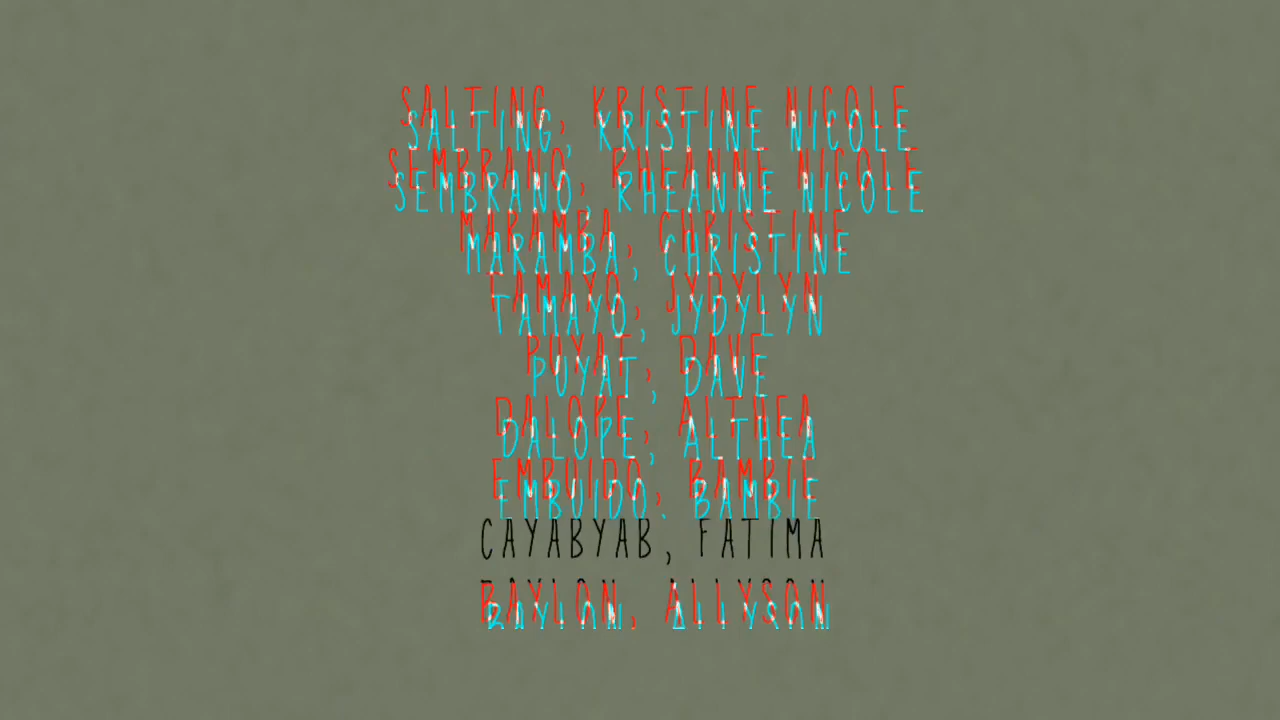 SALTING, KRISTINE NICOLE
SEMBRANO, RHEANNE NICOLE
MARAMBA, CHRISTINE
TAMAYO, JYDYLYN
PUYAT, DAVE
DALOPE, ALTHEA
EMBUIDO, BAMBIE
CAYABYAB, FATIMA
BAYLON, ALLYSON